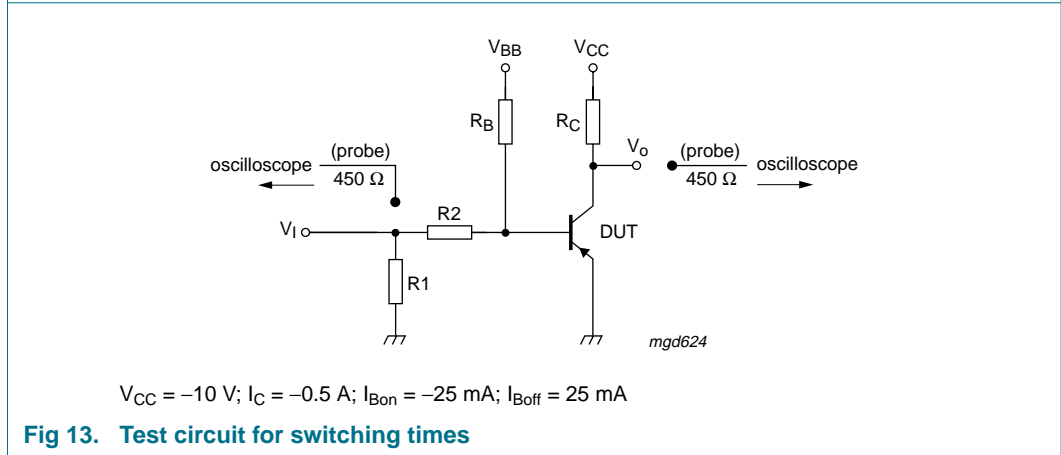 VBB
VCC
RB
RC
Vo
oscilloscope
(probe)
450 Ω
(probe)
450 Ω
oscilloscope
R2
VI
DUT
R1
mgd624
VCC = −10 V; IC = −0.5 A; IBon = −25 mA; IBoff = 25 mA
Fig 13. Test circuit for switching times